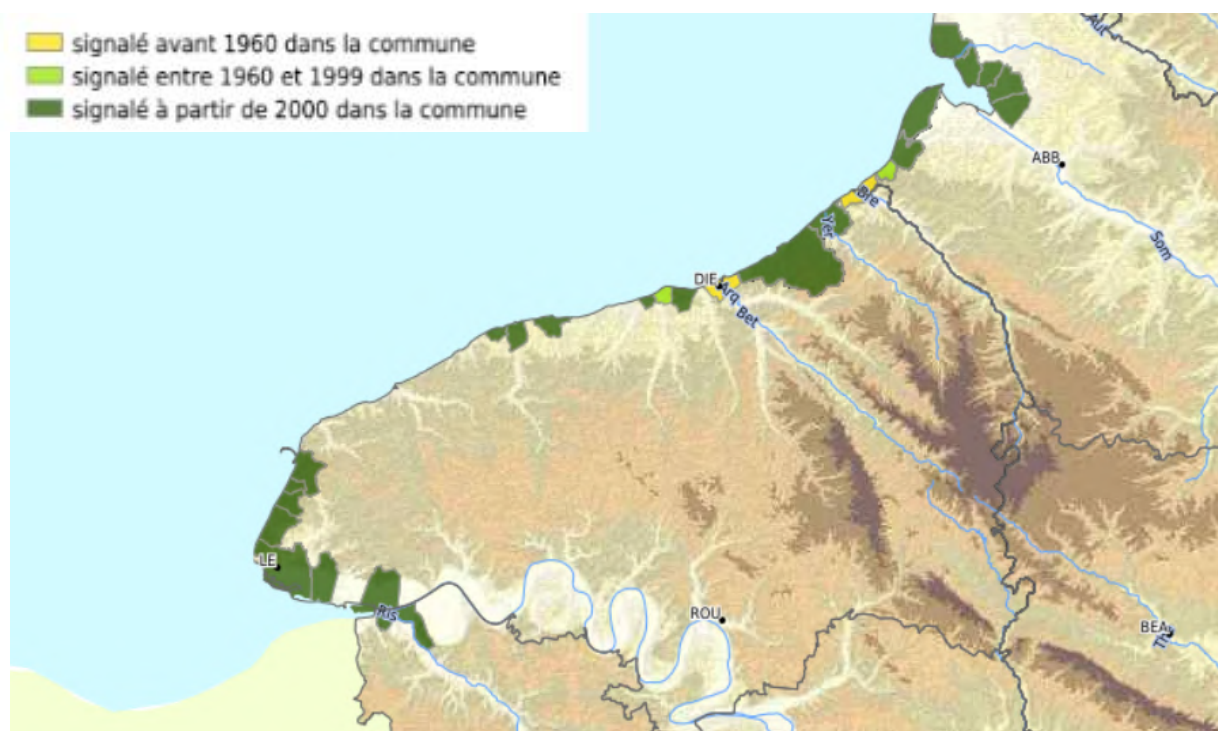 signalé avant 1960 dans la commune
signalé entre 1960 et 1999 dans la commune
signalé à partir de 2000 dans la commune
Aut
ABB
Bre
Yer
Som
DIE
Arq
Bet
LE
Ris
ROU
BEA